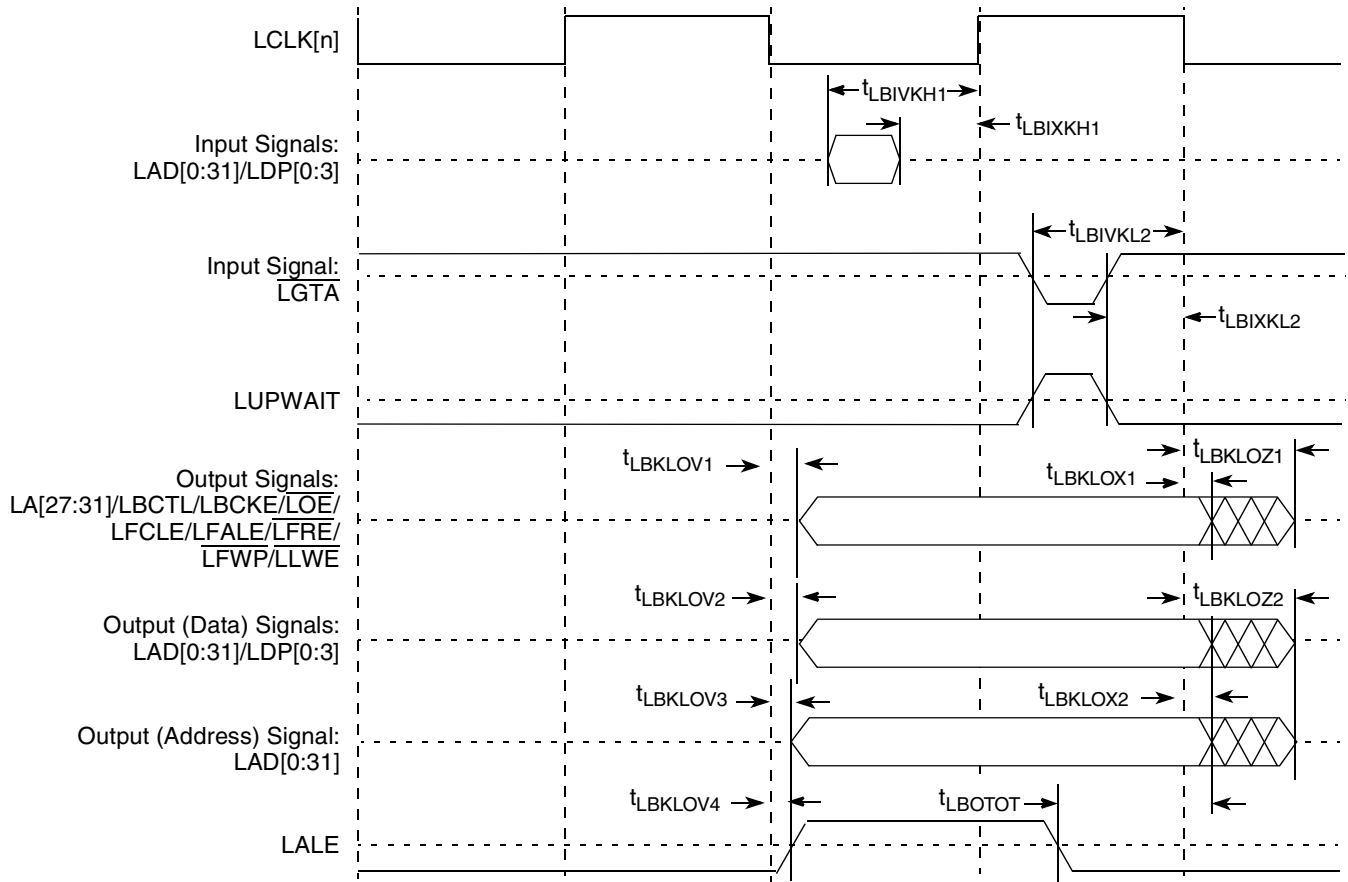 LCLK[n]
tLBIVKH1
tLBIXKH1
Input Signals:
LAD[0:31]/LDP[0:3]
tLBIVKL2
Input Signal:
LGTA
tLBIXKL2
LUPWAIT
tLBKLOV1
tLBKLOZ1
tLBKLOX1
Output Signals:
LA[27:31]/LBCTL/LBCKE/LOE/
LFCLE/LFALE/LFRE/
LFWP/LLWE
tLBKLOV2
tLBKLOZ2
Output (Data) Signals:
LAD[0:31]/LDP[0:3]
tLBKLOV3
tLBKLOX2
Output (Address) Signal:
LAD[0:31]
tLBKLOV4
tLBOTOT
LALE